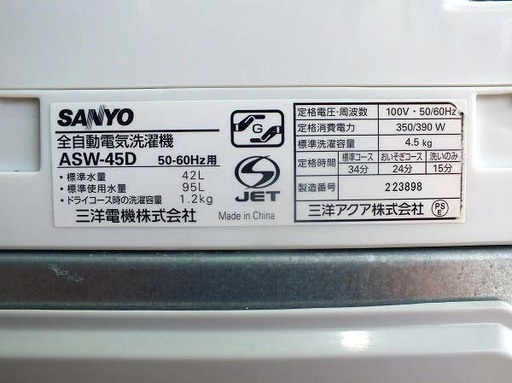 SANYO
全自動電気洗濯機
ASW-45D 50-60Hz用
・標準水量 42L
・標準使用水量 95L
・ドライコース時の洗濯容量 1.2kg
三洋電機株式会社
G
S
JET
Made in China
定格電圧・周波数 100V・50/60Hz
定格消費電力 350/390 W
標準洗濯容量 4.5 kg
定格時間 標準コース おいそぎコース 洗いのみ
34分 24分 15分
製造番号 223898
三洋アクア株式会社
PS
E